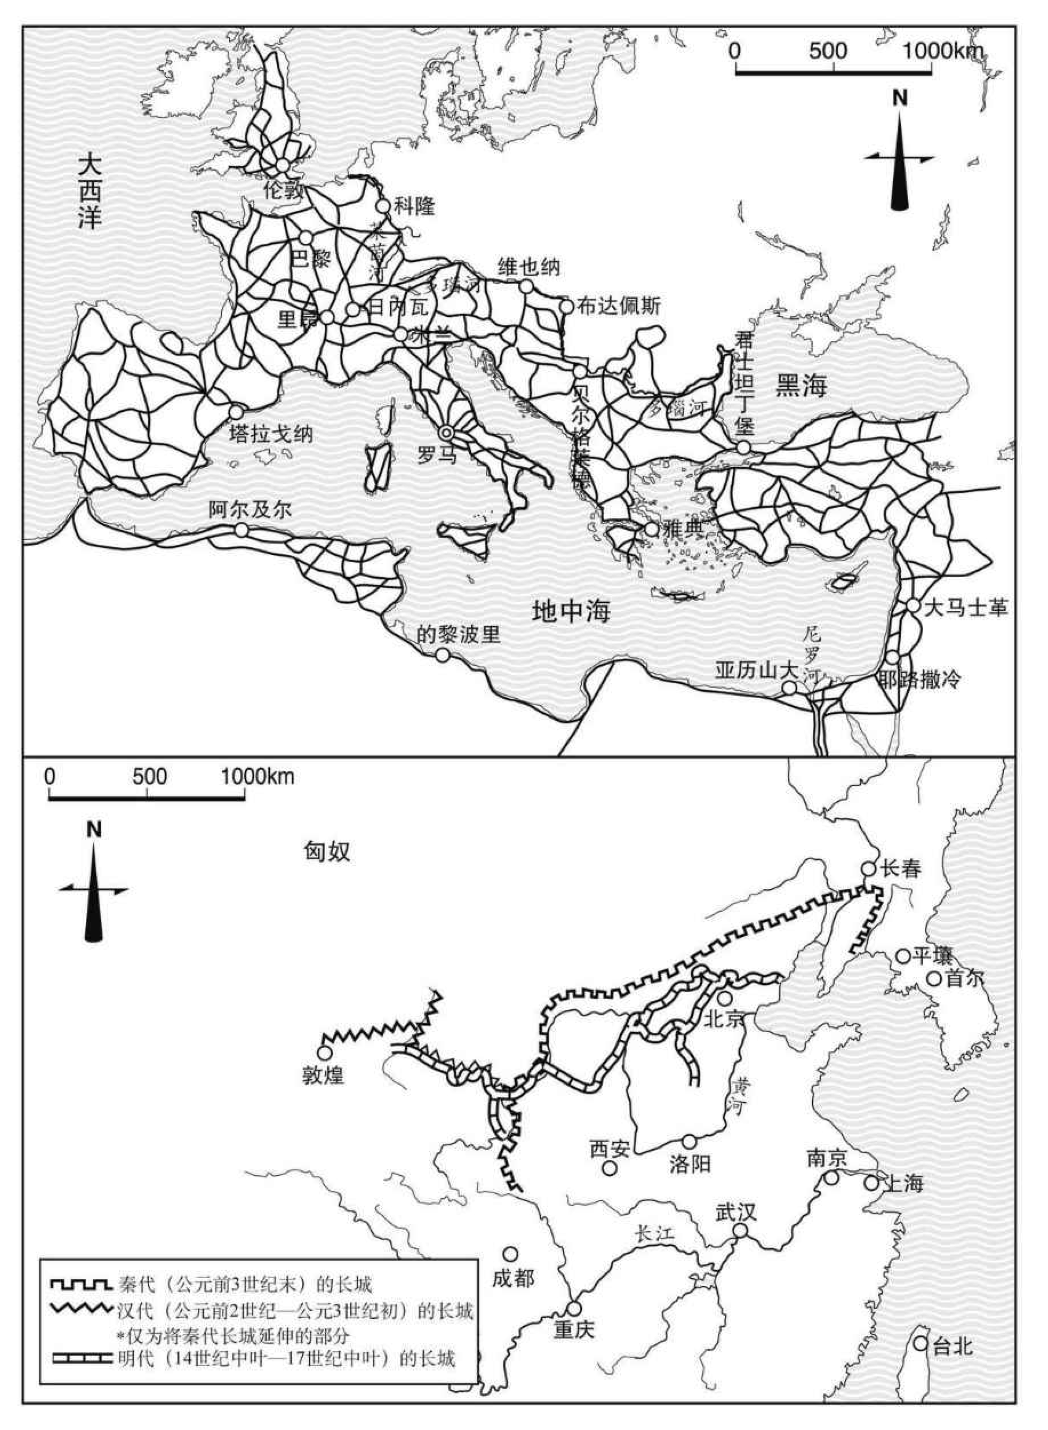 0 500 1000km
N
大西洋
伦敦
科隆
莱茵河
巴黎
维也纳
多瑙河
日内瓦
布达佩斯
里昂
米兰
君士坦丁堡
黑海
贝尔格莱德
多瑙河
塔拉戈纳
罗马
阿尔及尔
雅典
地中海
大马士革
的黎波里
尼罗河
亚历山大
耶路撒冷
0 500 1000km
N
匈奴
长春
平壤
首尔
北京
敦煌
黄河
西安
洛阳
南京
上海
武汉
长江
成都
重庆
台北
秦代（公元前3世纪末）的长城
汉代（公元前2世纪—公元3世纪初）的长城
*仅为将秦代长城延伸的部分
明代（14世纪中叶—17世纪中叶）的长城